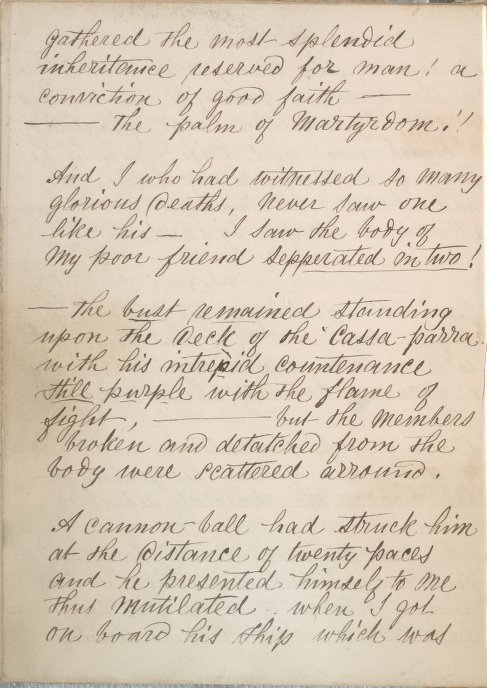 gathered the most splendid
inheritance reserved for man! a
conviction of good faith —
— the palm of Martyrdom!!
And I who had witnessed so many
glorious Deaths, Never saw one
like his — I saw the body of
My poor friend Sepperated in two!
— the bust remained standing
upon the Deck of the Cassa-parra
with his intrepid countenance
still purple with the flame of
fight, — but the Members
broken and detatched from the
body were scattered arround.
A cannon-ball had struck him
at the Distance of twenty paces
and he presented himself to Me
thus Mutilated .. when I got
on board his ship which was